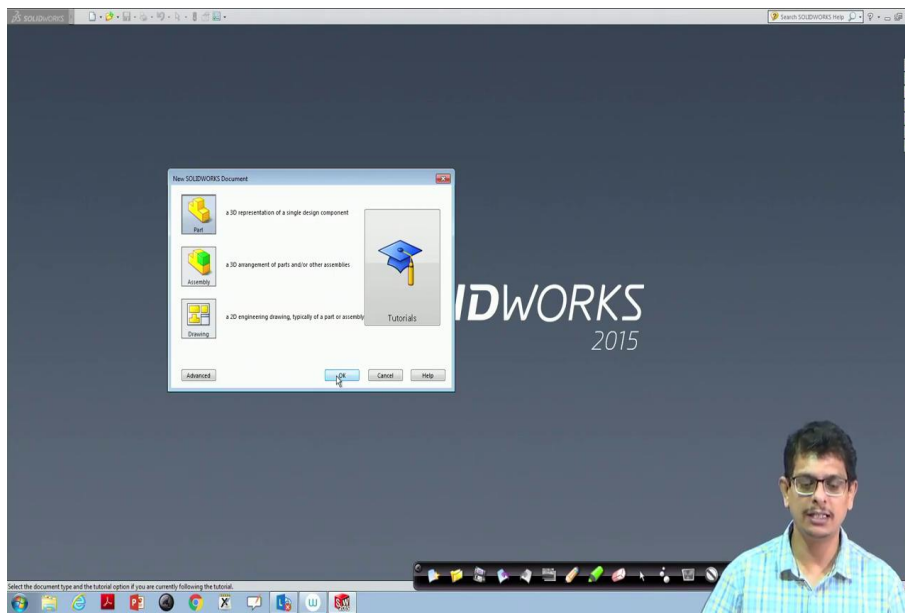 SOLIDWORKS
Search SOLIDWORKS Help
New SOLIDWORKS Document
Part
a 3D representation of a single design component
Assembly
a 3D arrangement of parts and/or other assemblies
Drawing
a 2D engineering drawing, typically of a part or assembly
Tutorials
Advanced
OK
Cancel
Help
IDWORKS
2015
Select the document type and the tutorial option if you are currently following the tutorial.